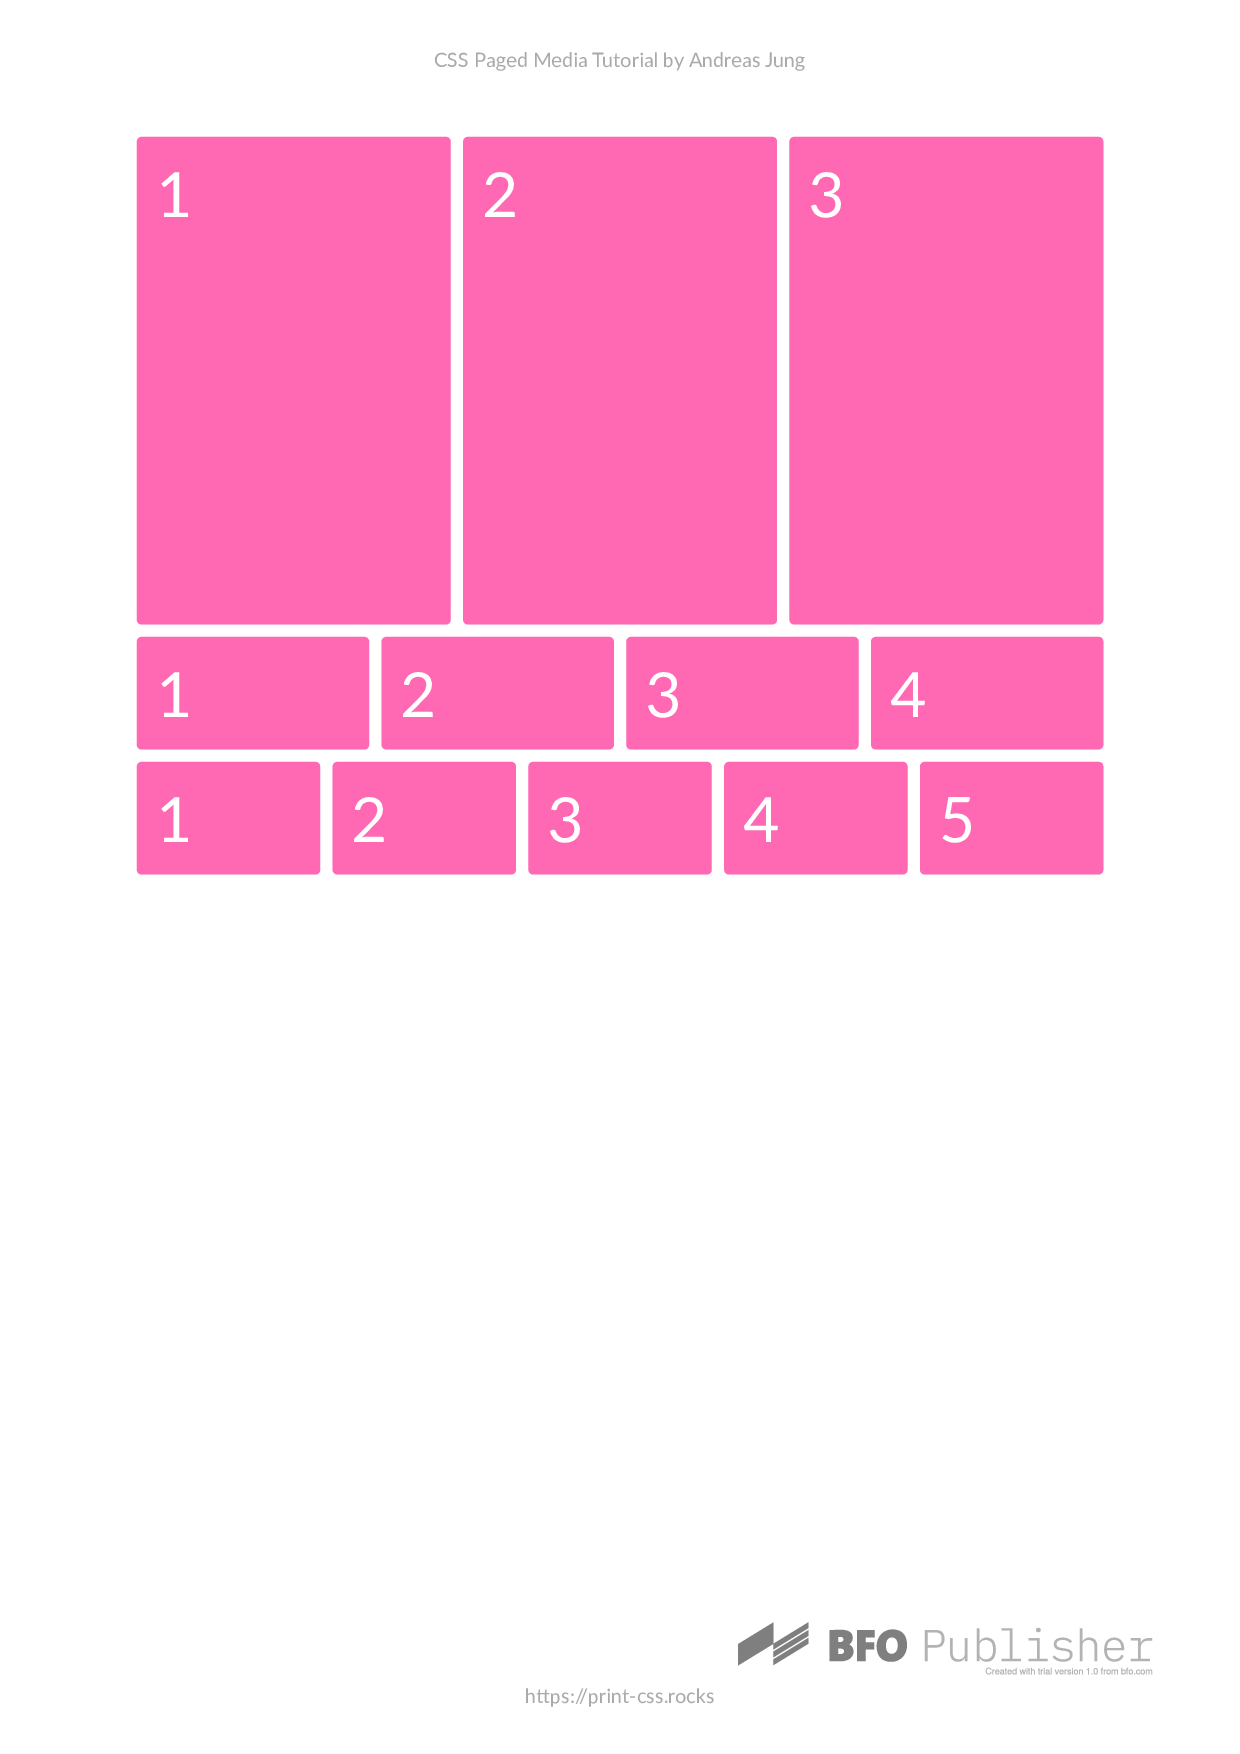 CSS Paged Media Tutorial by Andreas Jung
1 2 3
1 2 3 4
1 2 3 4 5
BFO Publisher
Created with trial version 1.0 from bfo.com
https://print-css.rocks